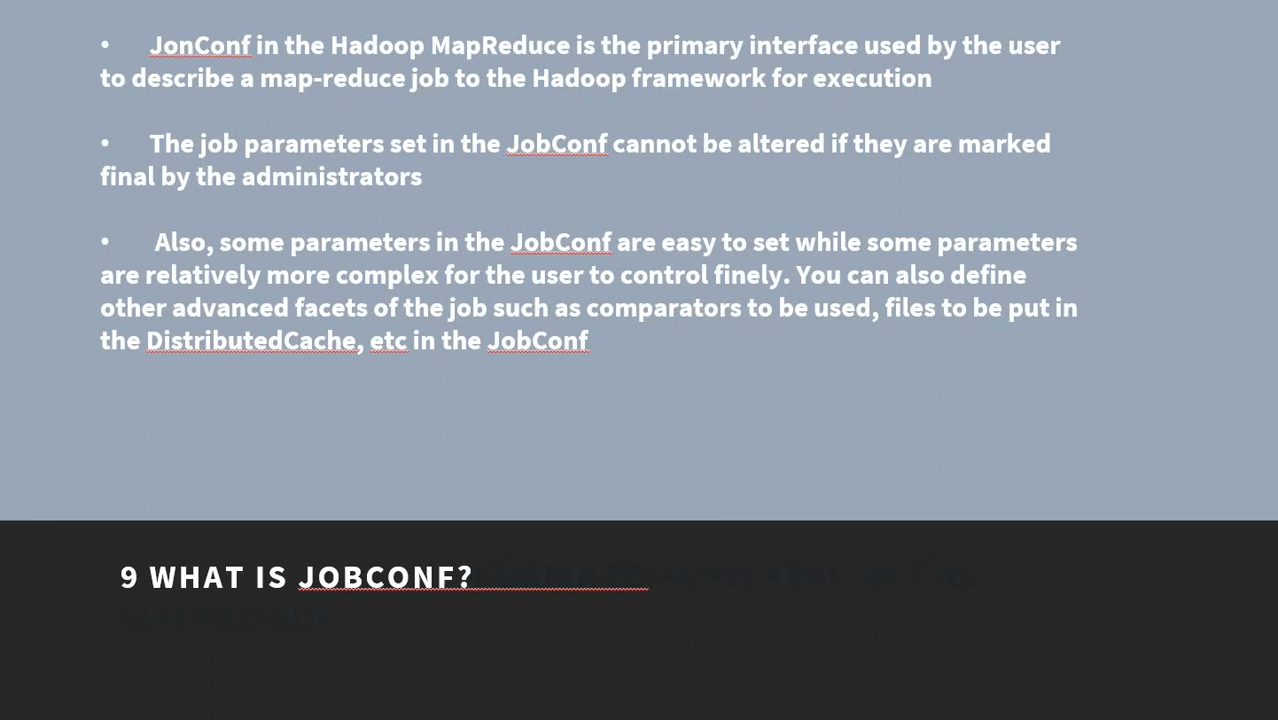 • JonConf in the Hadoop MapReduce is the primary interface used by the user
to describe a map-reduce job to the Hadoop framework for execution
• The job parameters set in the JobConf cannot be altered if they are marked
final by the administrators
• Also, some parameters in the JobConf are easy to set while some parameters
are relatively more complex for the user to control finely. You can also define
other advanced facets of the job such as comparators to be used, files to be put in
the DistributedCache, etc in the JobConf
9 WHAT IS JOBCONF?